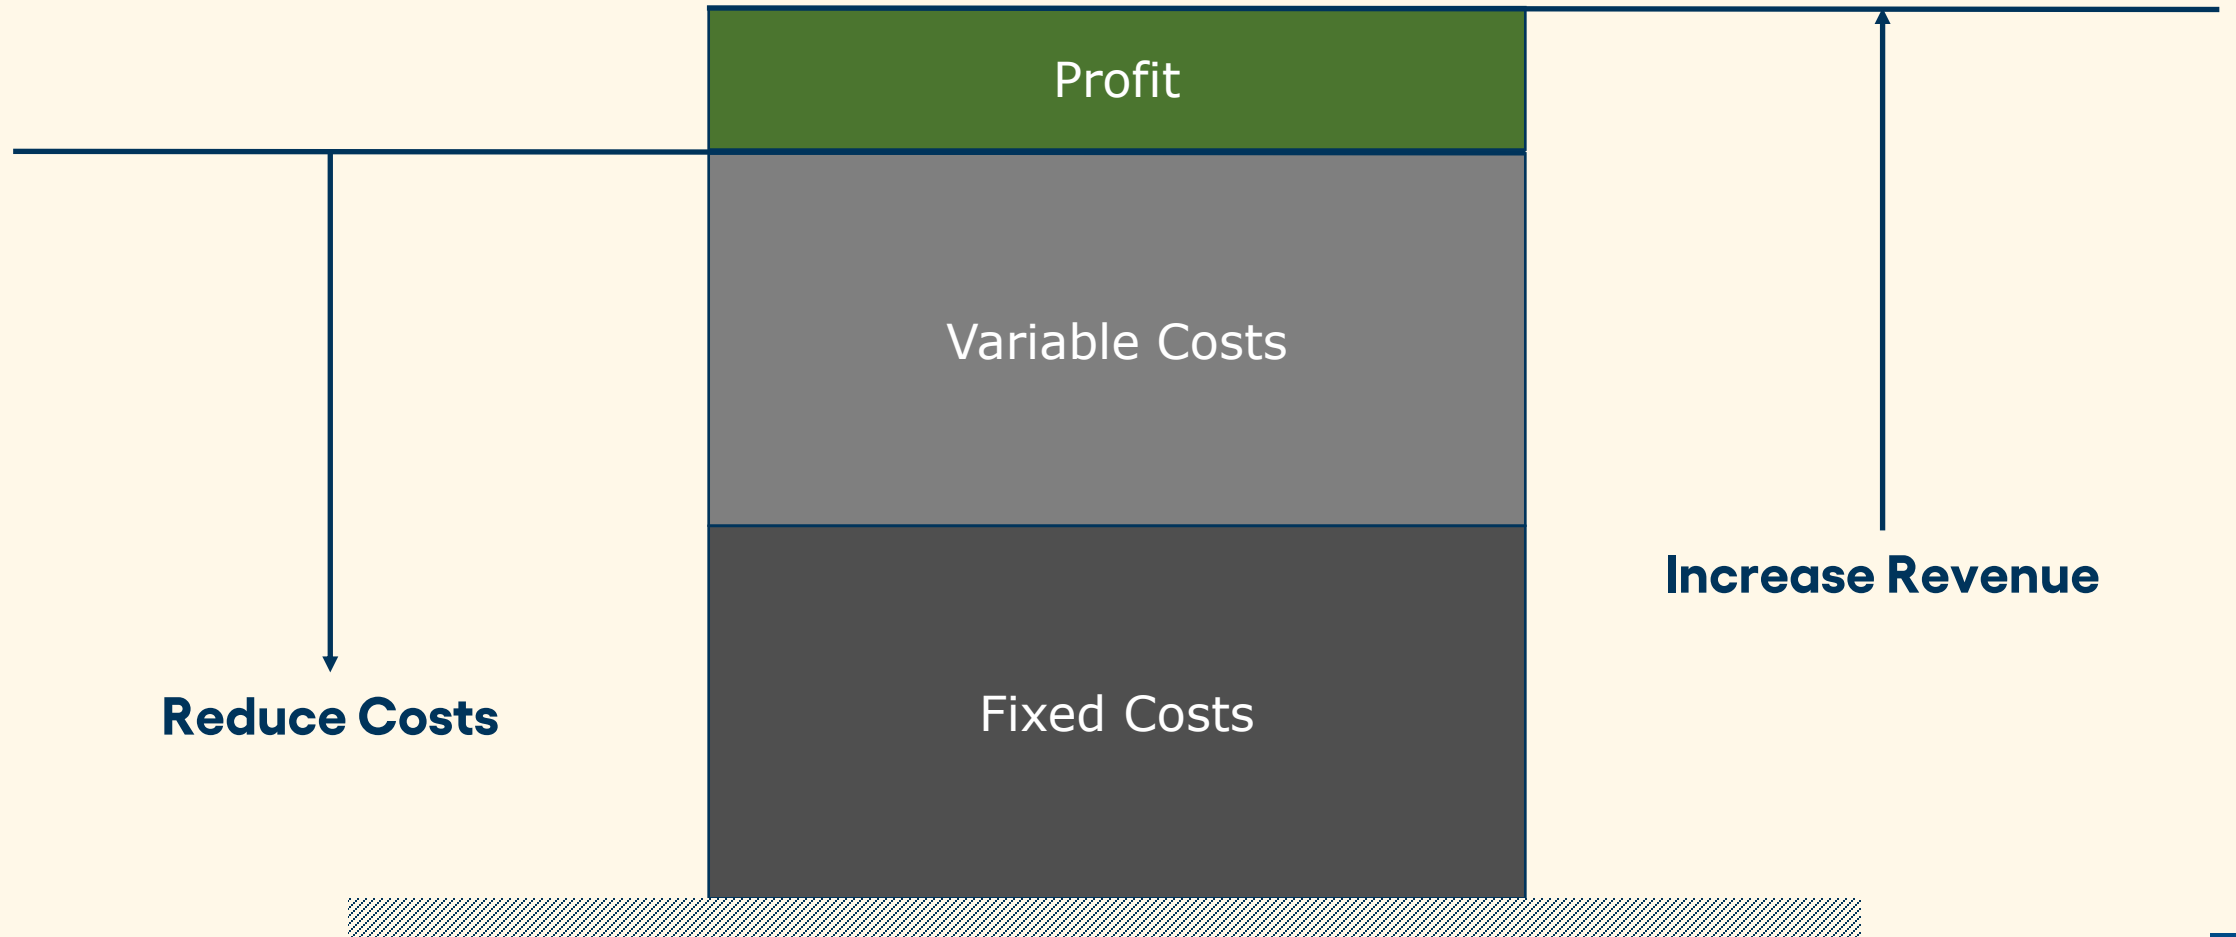 Profit
Variable Costs
Increase Revenue
Reduce Costs
Fixed Costs